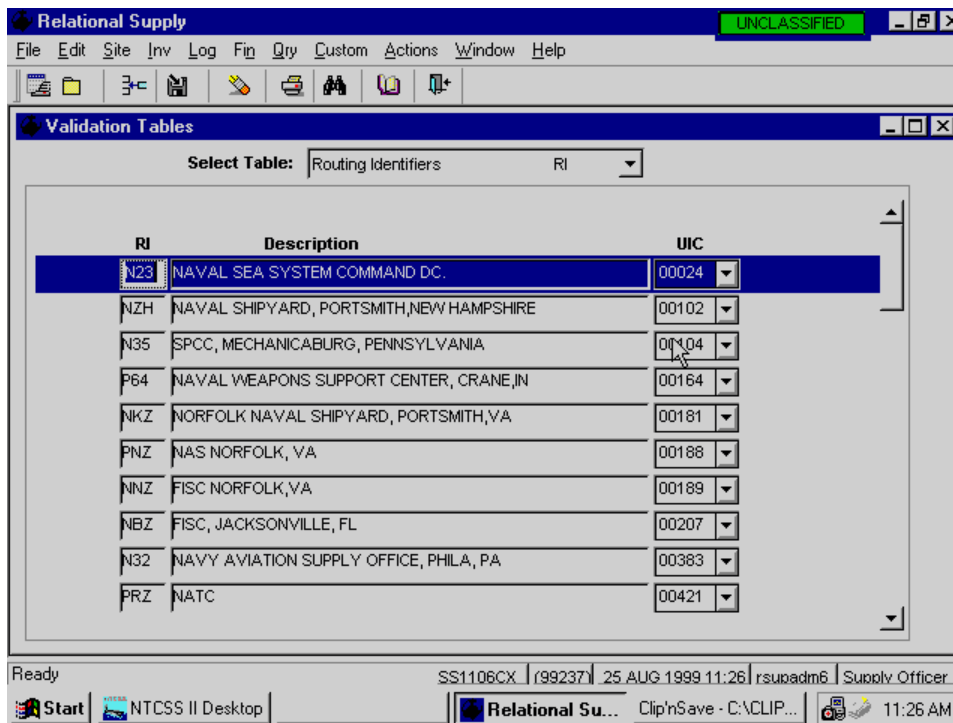 Relational Supply UNCLASSIFIED
File Edit Site Inv Log Fin Qry Custom Actions Window Help
Validation Tables
Select Table: Routing Identifiers RI
RI Description UIC
N23 NAVAL SEA SYSTEM COMMAND DC. 00024
NZH NAVAL SHIPYARD, PORTSMITH,NEW HAMPSHIRE 00102
N35 SPCC, MECHANICABURG, PENNSYLVANIA 00104
P64 NAVAL WEAPONS SUPPORT CENTER, CRANE,IN 00164
NKZ NORFOLK NAVAL SHIPYARD, PORTSMITH,VA 00181
PNZ NAS NORFOLK, VA 00188
NNZ FISC NORFOLK,VA 00189
NBZ FISC, JACKSONVILLE, FL 00207
N32 NAVY AVIATION SUPPLY OFFICE, PHILA, PA 00383
PRZ NATC 00421
Ready SS1106CX (99237) 25 AUG 1999 11:26 rsupadm6 Supply Officer
Start NTCSS II Desktop Relational Su... Clip'nSave - C:\CLIP... 11:26 AM